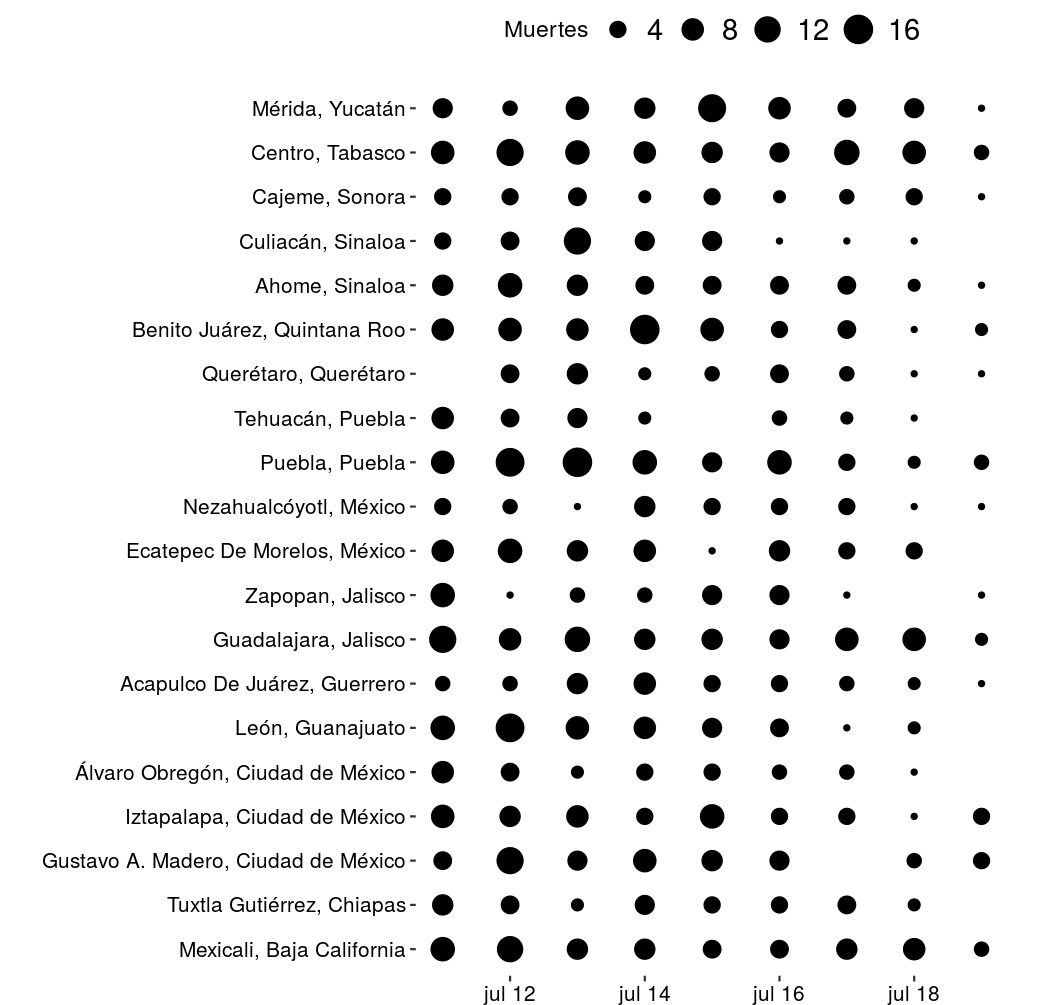 Muertes 4 8 12 16
Mérida, Yucatán
Centro, Tabasco
Cajeme, Sonora
Culiacán, Sinaloa
Ahome, Sinaloa
Benito Juárez, Quintana Roo
Querétaro, Querétaro
Tehuacán, Puebla
Puebla, Puebla
Nezahualcóyotl, México
Ecatepec De Morelos, México
Zapopan, Jalisco
Guadalajara, Jalisco
Acapulco De Juárez, Guerrero
León, Guanajuato
Álvaro Obregón, Ciudad de México
Iztapalapa, Ciudad de México
Gustavo A. Madero, Ciudad de México
Tuxtla Gutiérrez, Chiapas
Mexicali, Baja California
jul 12 jul 14 jul 16 jul 18